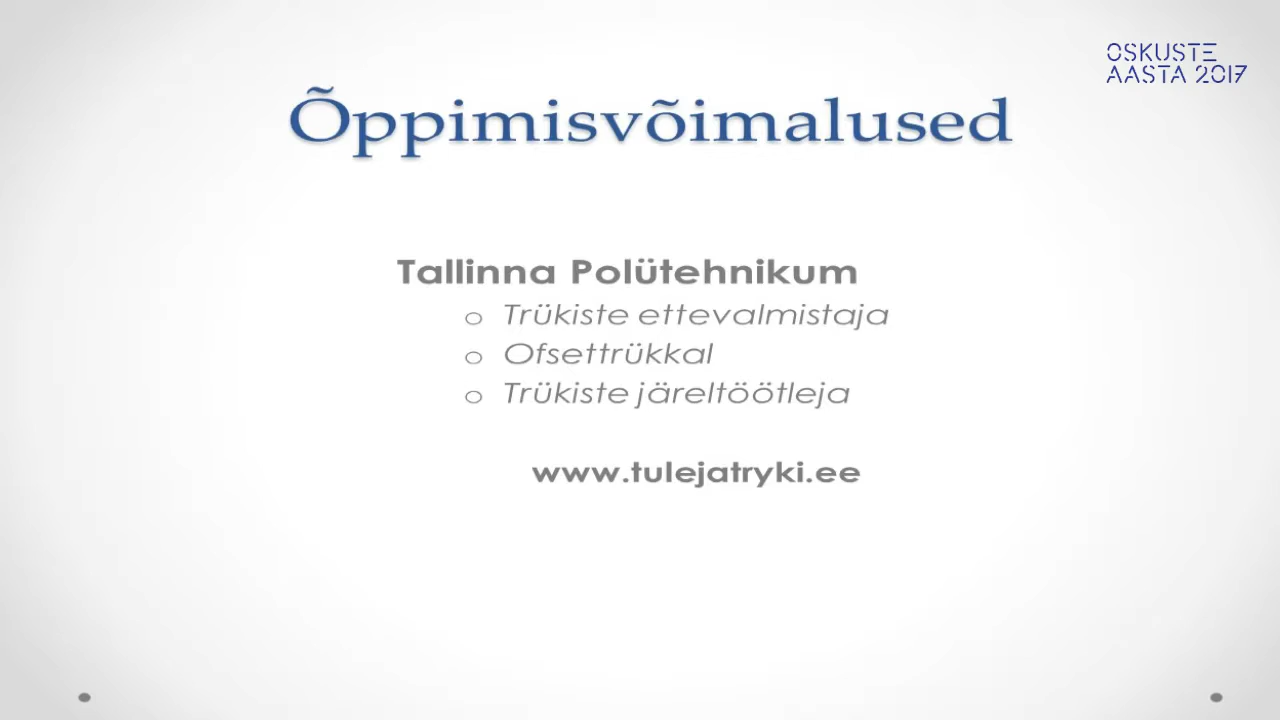 OSKUSTE
AASTA 2017
Õppimisvõimalused
Tallinna Polütehnikum
o Trükiste ettevalmistaja
o Ofsettrükkal
o Trükiste järeltöötleja
www.tulejatryki.ee